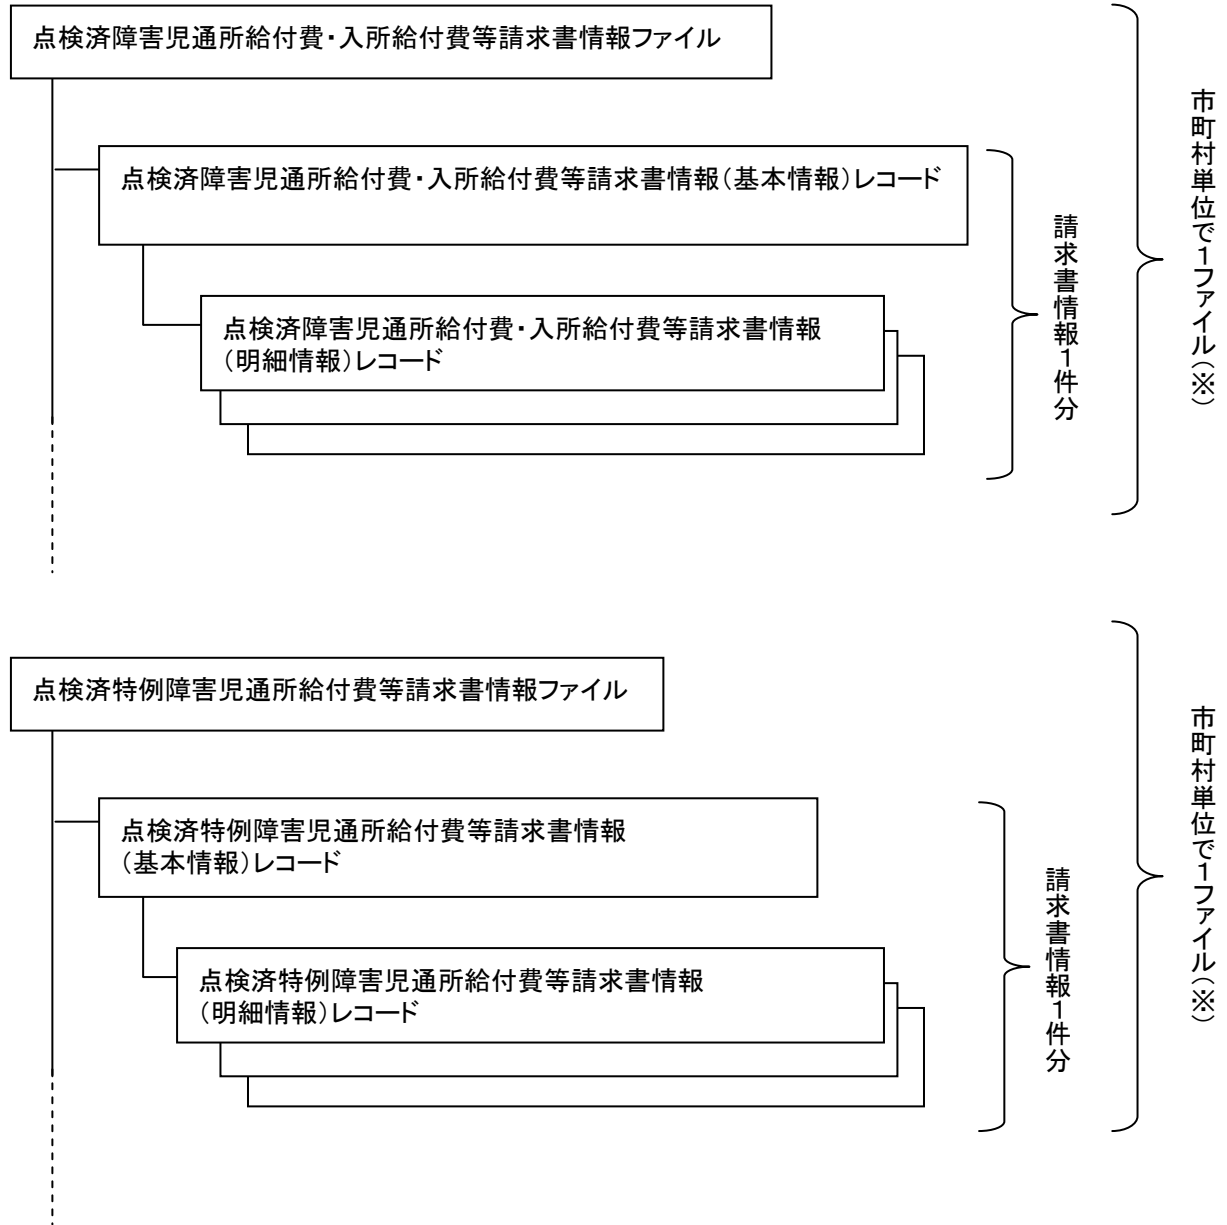 点検済障害児通所給付費・入所給付費等請求書情報ファイル
点検済障害児通所給付費・入所給付費等請求書情報（基本情報）レコード
点検済障害児通所給付費・入所給付費等請求書情報
（明細情報）レコード
請求書情報１件分
市町村単位で１ファイル（※）
点検済特例障害児通所給付費等請求書情報ファイル
点検済特例障害児通所給付費等請求書情報
（基本情報）レコード
点検済特例障害児通所給付費等請求書情報
（明細情報）レコード
請求書情報１件分
市町村単位で１ファイル（※）